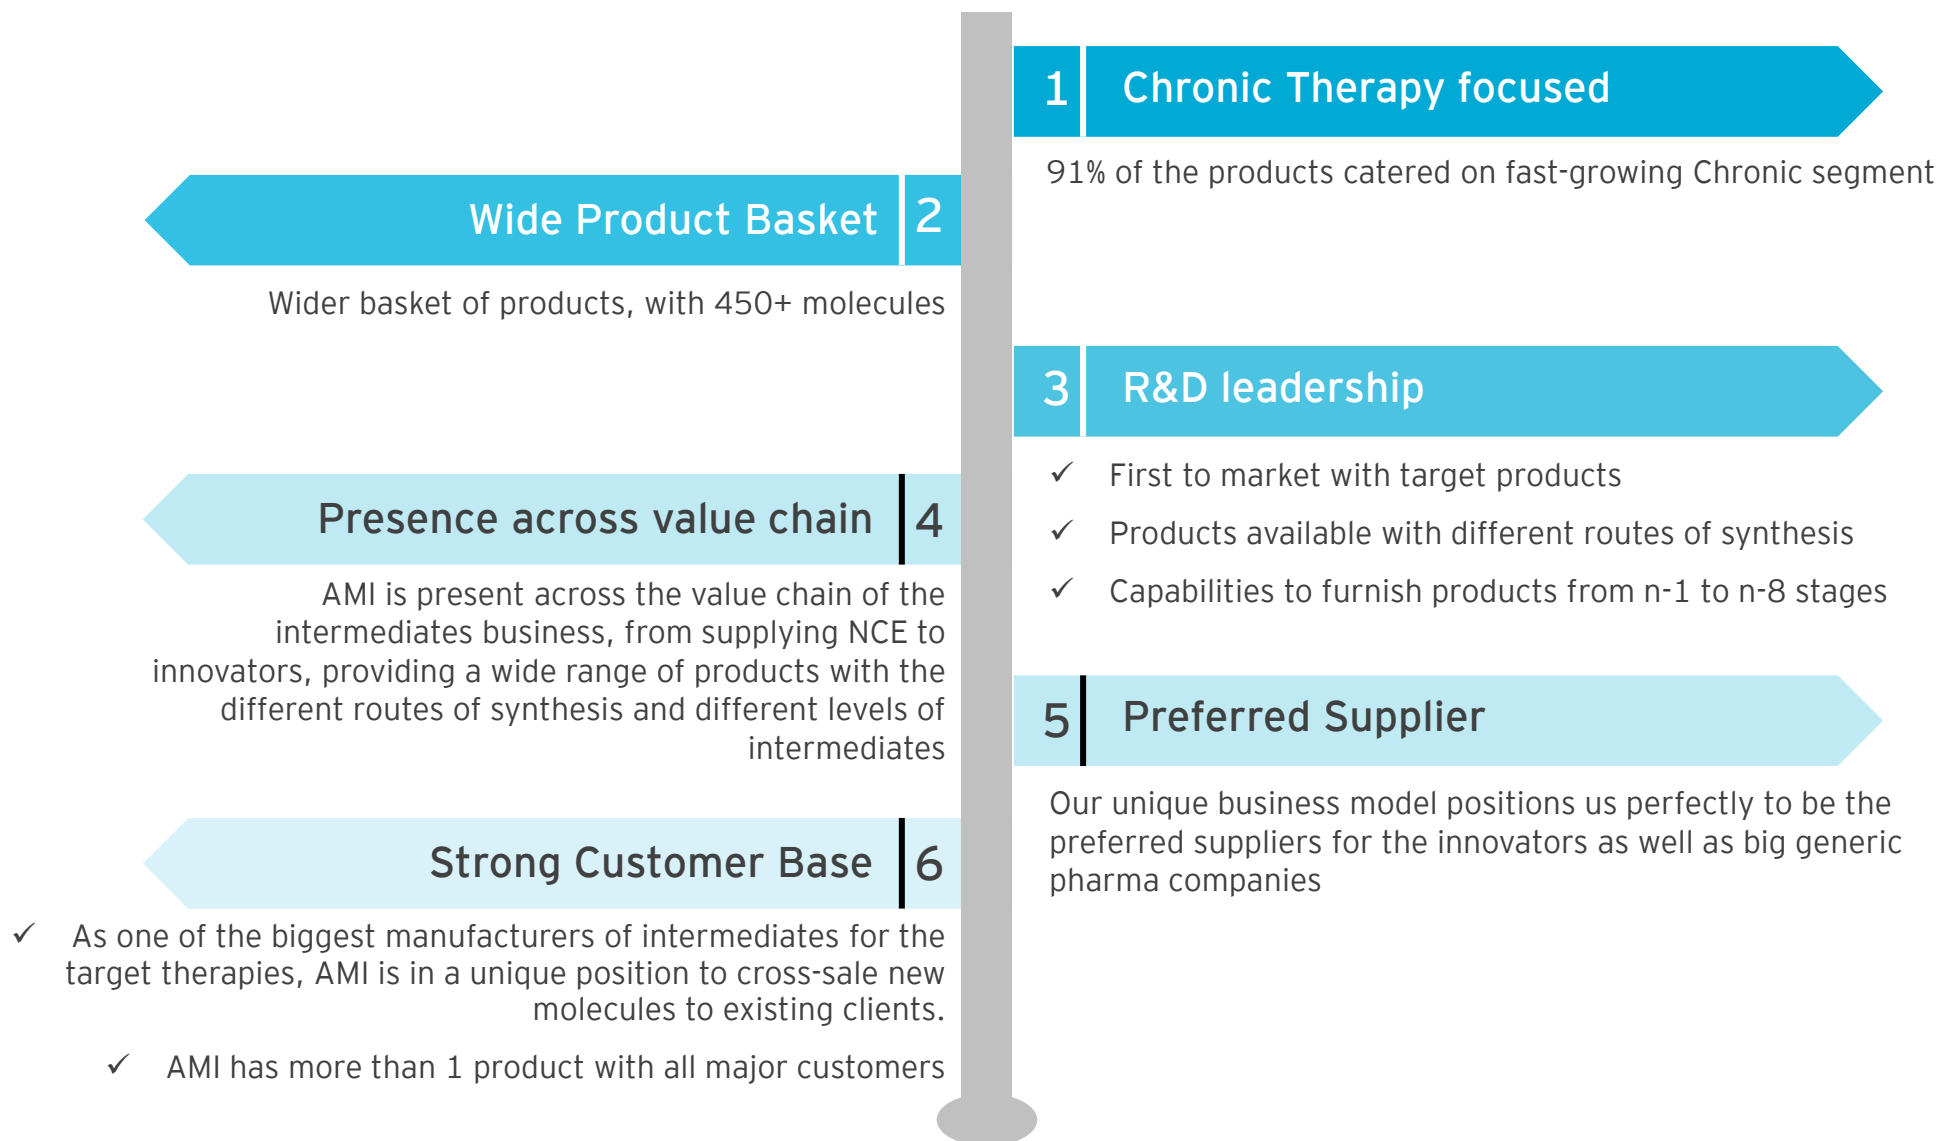 1 Chronic Therapy focused
91% of the products catered on fast-growing Chronic segment
Wide Product Basket 2
Wider basket of products, with 450+ molecules
3 R&D leadership
✓ First to market with target products
✓ Products available with different routes of synthesis
✓ Capabilities to furnish products from n-1 to n-8 stages
Presence across value chain 4
AMI is present across the value chain of the
intermediates business, from supplying NCE to
innovators, providing a wide range of products with the
different routes of synthesis and different levels of
intermediates
5 Preferred Supplier
Our unique business model positions us perfectly to be the
preferred suppliers for the innovators as well as big generic
pharma companies
Strong Customer Base 6
✓ As one of the biggest manufacturers of intermediates for the
target therapies, AMI is in a unique position to cross-sale new
molecules to existing clients.
✓ AMI has more than 1 product with all major customers